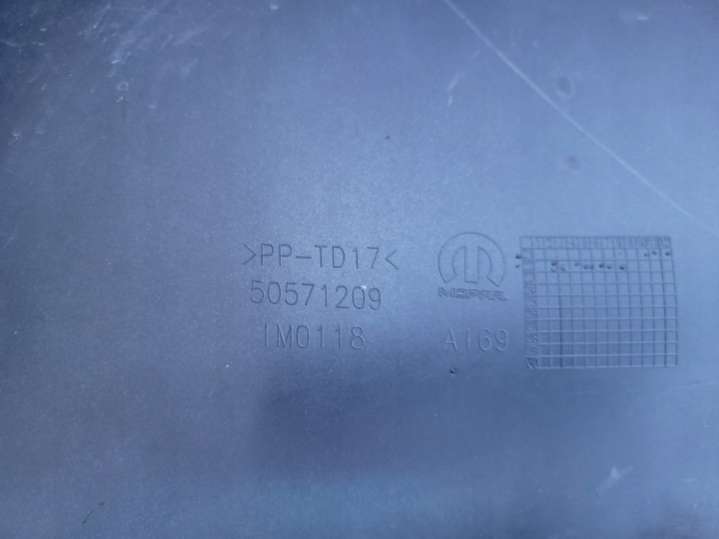 >PP-TD17<
50571209
IM0118
MOPAR
A169